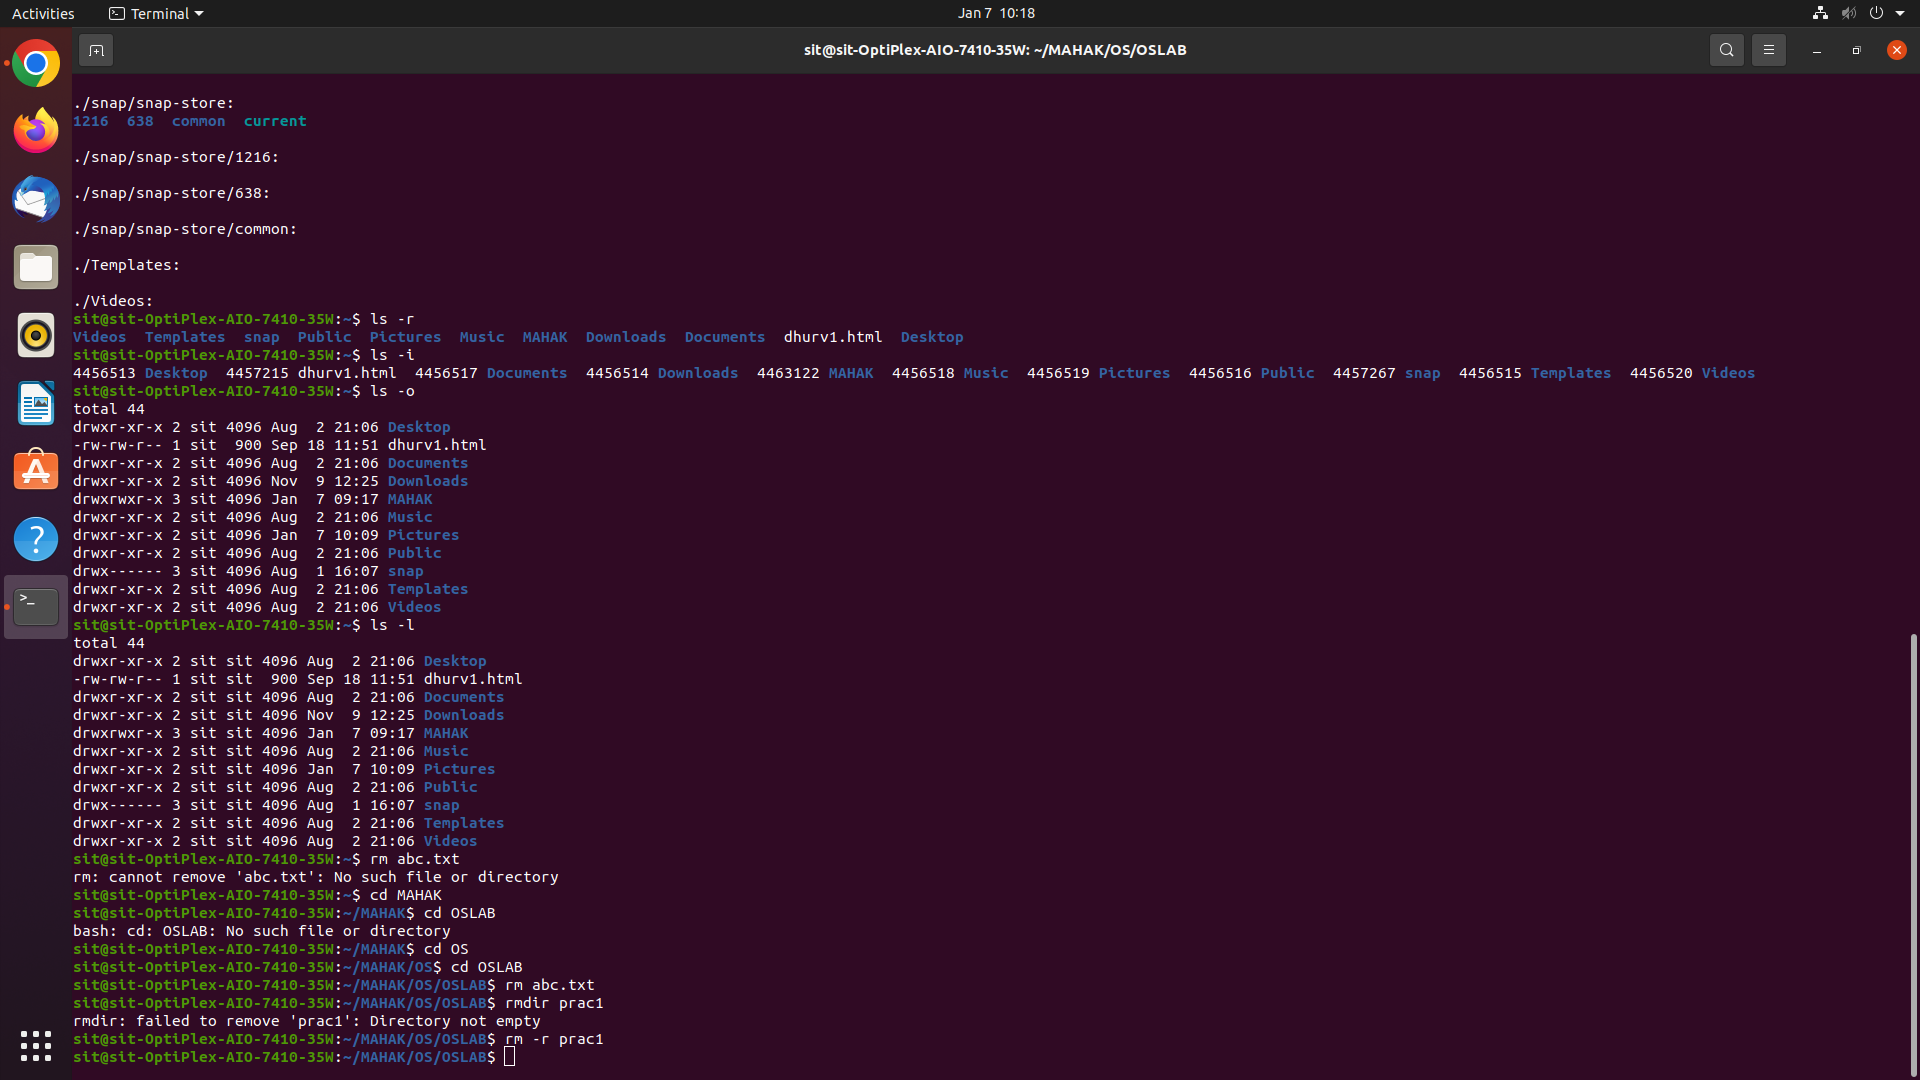 Activities Terminal Jan 7 10:18
sit@sit-OptiPlex-AIO-7410-35W: ~/MAHAK/OS/OSLAB
./snap/snap-store:
1216  638  common  current
./snap/snap-store/1216:
./snap/snap-store/638:
./snap/snap-store/common:
./Templates:
./Videos:
sit@sit-OptiPlex-AIO-7410-35W:~$ ls -r
Videos  Templates  snap  Public  Pictures  Music  MAHAK  Downloads  Documents  dhurv1.html  Desktop
sit@sit-OptiPlex-AIO-7410-35W:~$ ls -i
4456513 Desktop  4457215 dhurv1.html  4456517 Documents  4456514 Downloads  4463122 MAHAK  4456518 Music  4456519 Pictures  4456516 Public  4457267 snap  4456515 Templates  4456520 Videos
sit@sit-OptiPlex-AIO-7410-35W:~$ ls -o
total 44
drwxr-xr-x 2 sit 4096 Aug  2 21:06 Desktop
-rw-rw-r-- 1 sit  900 Sep 18 11:51 dhurv1.html
drwxr-xr-x 2 sit 4096 Aug  2 21:06 Documents
drwxr-xr-x 2 sit 4096 Nov  9 12:25 Downloads
drwxrwxr-x 3 sit 4096 Jan  7 09:17 MAHAK
drwxr-xr-x 2 sit 4096 Aug  2 21:06 Music
drwxr-xr-x 2 sit 4096 Jan  7 10:09 Pictures
drwxr-xr-x 2 sit 4096 Aug  2 21:06 Public
drwx------ 3 sit 4096 Aug  1 16:07 snap
drwxr-xr-x 2 sit 4096 Aug  2 21:06 Templates
drwxr-xr-x 2 sit 4096 Aug  2 21:06 Videos
sit@sit-OptiPlex-AIO-7410-35W:~$ ls -l
total 44
drwxr-xr-x 2 sit sit 4096 Aug  2 21:06 Desktop
-rw-rw-r-- 1 sit sit  900 Sep 18 11:51 dhurv1.html
drwxr-xr-x 2 sit sit 4096 Aug  2 21:06 Documents
drwxr-xr-x 2 sit sit 4096 Nov  9 12:25 Downloads
drwxrwxr-x 3 sit sit 4096 Jan  7 09:17 MAHAK
drwxr-xr-x 2 sit sit 4096 Aug  2 21:06 Music
drwxr-xr-x 2 sit sit 4096 Jan  7 10:09 Pictures
drwxr-xr-x 2 sit sit 4096 Aug  2 21:06 Public
drwx------ 3 sit sit 4096 Aug  1 16:07 snap
drwxr-xr-x 2 sit sit 4096 Aug  2 21:06 Templates
drwxr-xr-x 2 sit sit 4096 Aug  2 21:06 Videos
sit@sit-OptiPlex-AIO-7410-35W:~$ rm abc.txt
rm: cannot remove 'abc.txt': No such file or directory
sit@sit-OptiPlex-AIO-7410-35W:~$ cd MAHAK
sit@sit-OptiPlex-AIO-7410-35W:~/MAHAK$ cd OSLAB
bash: cd: OSLAB: No such file or directory
sit@sit-OptiPlex-AIO-7410-35W:~/MAHAK$ cd OS
sit@sit-OptiPlex-AIO-7410-35W:~/MAHAK/OS$ cd OSLAB
sit@sit-OptiPlex-AIO-7410-35W:~/MAHAK/OS/OSLAB$ rm abc.txt
sit@sit-OptiPlex-AIO-7410-35W:~/MAHAK/OS/OSLAB$ rmdir prac1
rmdir: failed to remove 'prac1': Directory not empty
sit@sit-OptiPlex-AIO-7410-35W:~/MAHAK/OS/OSLAB$ rm -r prac1
sit@sit-OptiPlex-AIO-7410-35W:~/MAHAK/OS/OSLAB$